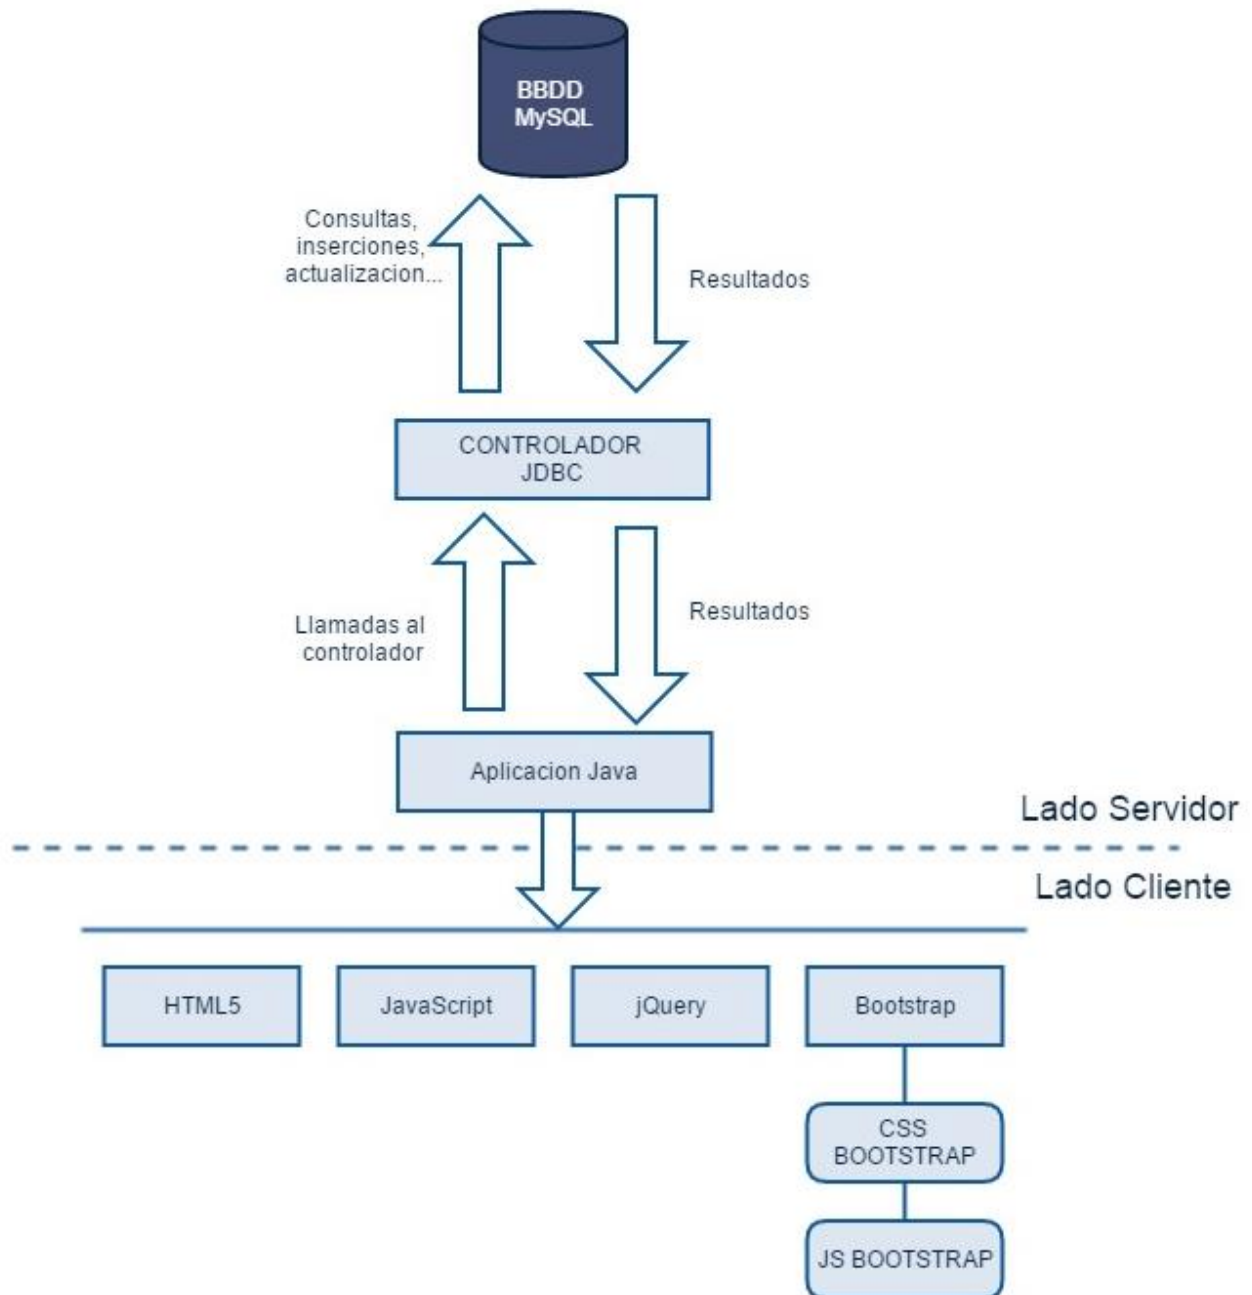 BBDD
MySQL
Consultas,
inserciones,
actualizacion...
Resultados
CONTROLADOR
JDBC
Llamadas al
controlador
Resultados
Aplicacion Java
Lado Servidor
Lado Cliente
HTML5
JavaScript
jQuery
Bootstrap
CSS
BOOTSTRAP
JS BOOTSTRAP